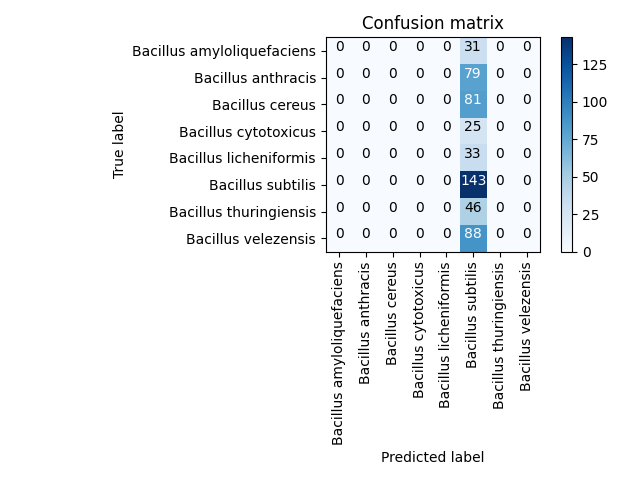 Confusion matrix
True label
Bacillus amyloliquefaciens 0 0 0 0 0 31 0 0
Bacillus anthracis 0 0 0 0 0 79 0 0
Bacillus cereus 0 0 0 0 0 81 0 0
Bacillus cytotoxicus 0 0 0 0 0 25 0 0
Bacillus licheniformis 0 0 0 0 0 33 0 0
Bacillus subtilis 0 0 0 0 0 143 0 0
Bacillus thuringiensis 0 0 0 0 0 46 0 0
Bacillus velezensis 0 0 0 0 0 88 0 0
Bacillus amyloliquefaciens
Bacillus anthracis
Bacillus cereus
Bacillus cytotoxicus
Bacillus licheniformis
Bacillus subtilis
Bacillus thuringiensis
Bacillus velezensis
Predicted label
125
100
75
50
25
0